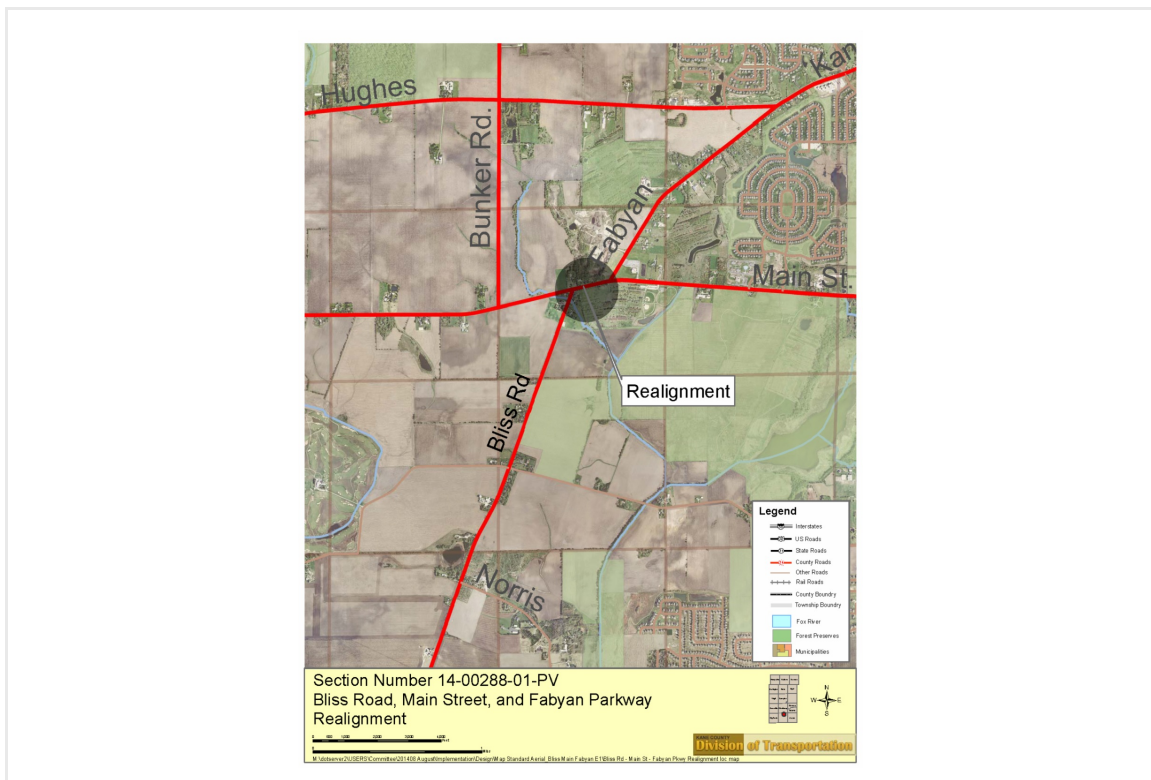 Hughes
Kan
Bunker Rd.
Fabyan
Main St.
Realignment
Bliss Rd
Norris
Legend
Interstates
US Roads
State Roads
County Roads
Other Roads
Rail Roads
County Boundry
Township Boundry
Fox River
Forest Preserves
Municipalities
Section Number 14-00288-01-PV
Bliss Road, Main Street, and Fabyan Parkway
Realignment
N
W E
S
KANE COUNTY
Division of Transportation